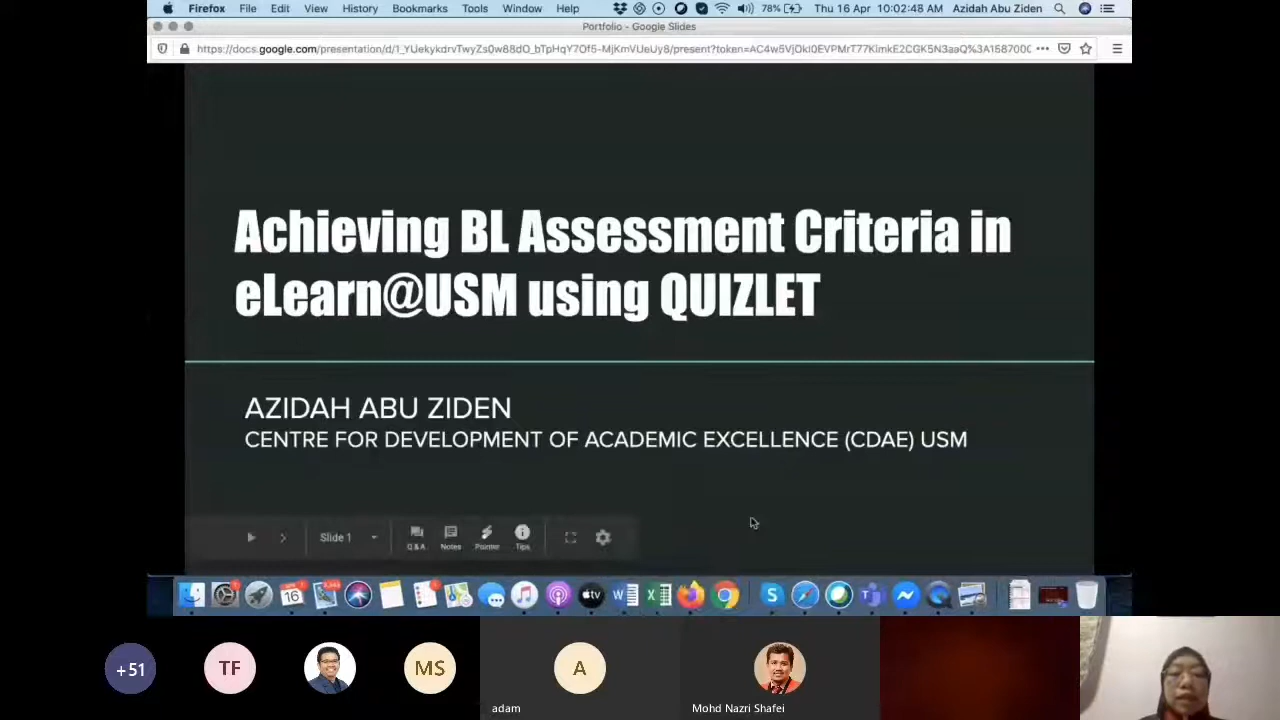 Firefox File Edit View History Bookmarks Tools Window Help 78% Thu 16 Apr 10:02:48 AM Azidah Abu Ziden
Portfolio - Google Slides
Achieving BL Assessment Criteria in
eLearn@USM using QUIZLET
AZIDAH ABU ZIDEN
CENTRE FOR DEVELOPMENT OF ACADEMIC EXCELLENCE (CDAE) USM
Slide 1 Q&A Notes Pointer Tips
16 tv
+51 TF MS A
adam Mohd Nazri Shafei